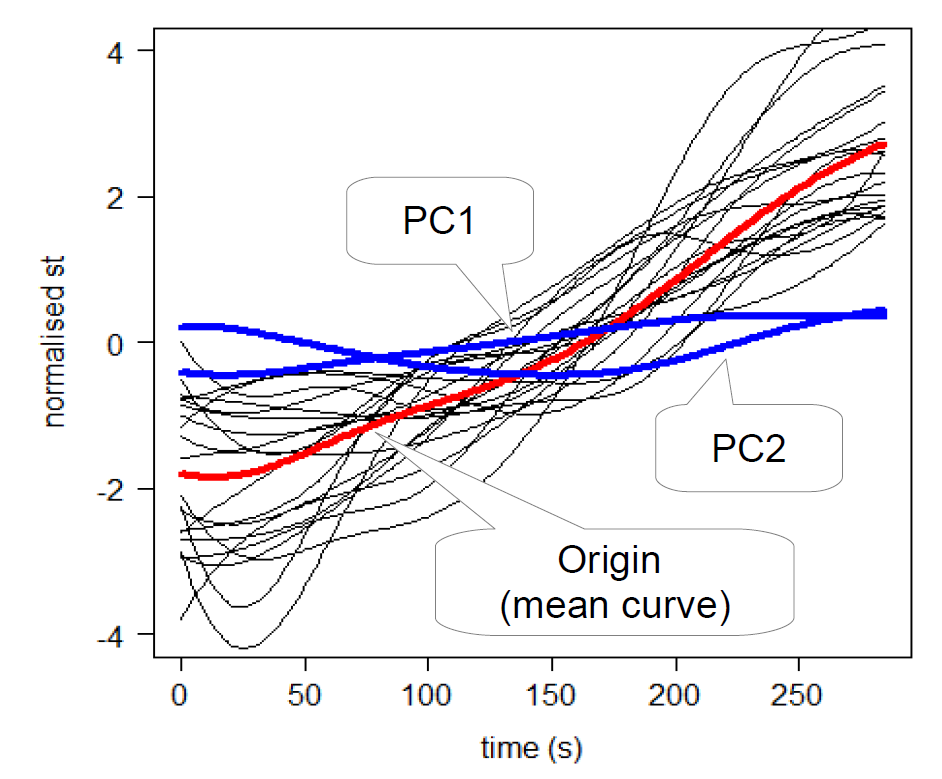 4
2
0
-2
-4
normalised st
PC1
PC2
Origin
(mean curve)
0
50
100
150
200
250
time (s)